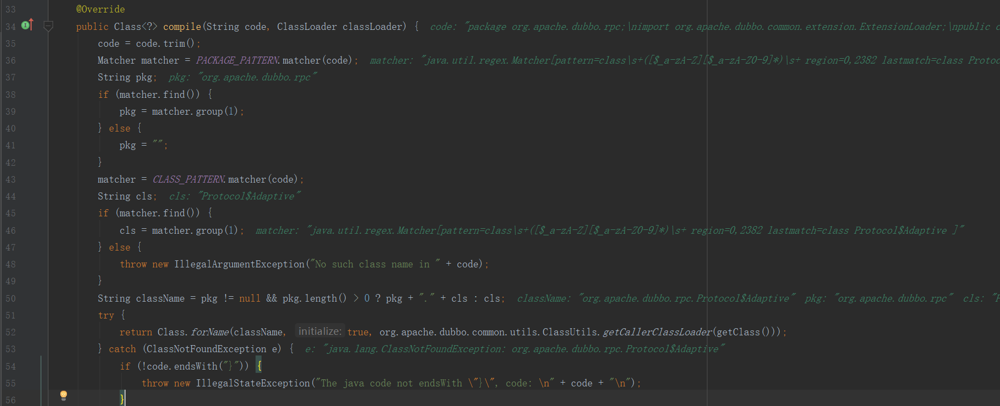 33 @Override
34 public Class<?> compile(String code, ClassLoader classLoader) { code: "package org.apache.dubbo.rpc;\nimport org.apache.dubbo.common.extension.ExtensionLoader;\npublic c
35 code = code.trim();
36 Matcher matcher = PACKAGE_PATTERN.matcher(code); matcher: "java.util.regex.Matcher[pattern=class\s+([$_a-zA-Z][$_a-zA-Z0-9]*)\s+ region=0,2382 lastmatch=class Protoc
37 String pkg; pkg: "org.apache.dubbo.rpc"
38 if (matcher.find()) {
39 pkg = matcher.group(1);
40 } else {
41 pkg = "";
42 }
43 matcher = CLASS_PATTERN.matcher(code);
44 String cls; cls: "Protocol$Adaptive"
45 if (matcher.find()) {
46 cls = matcher.group(1); matcher: "java.util.regex.Matcher[pattern=class\s+([$_a-zA-Z][$_a-zA-Z0-9]*)\s+ region=0,2382 lastmatch=class Protocol$Adaptive ]"
47 } else {
48 throw new IllegalArgumentException("No such class name in " + code);
49 }
50 String className = pkg != null && pkg.length() > 0 ? pkg + "." + cls : cls; className: "org.apache.dubbo.rpc.Protocol$Adaptive" pkg: "org.apache.dubbo.rpc" cls: "P
51 try {
52 return Class.forName(className, initialize: true, org.apache.dubbo.common.utils.ClassUtils.getCallerClassLoader(getClass()));
53 } catch (ClassNotFoundException e) { e: "java.lang.ClassNotFoundException: org.apache.dubbo.rpc.Protocol$Adaptive"
54 if (!code.endsWith("}")) {
55 throw new IllegalStateException("The java code not endsWith \"}\", code: \n" + code + "\n");
56 }